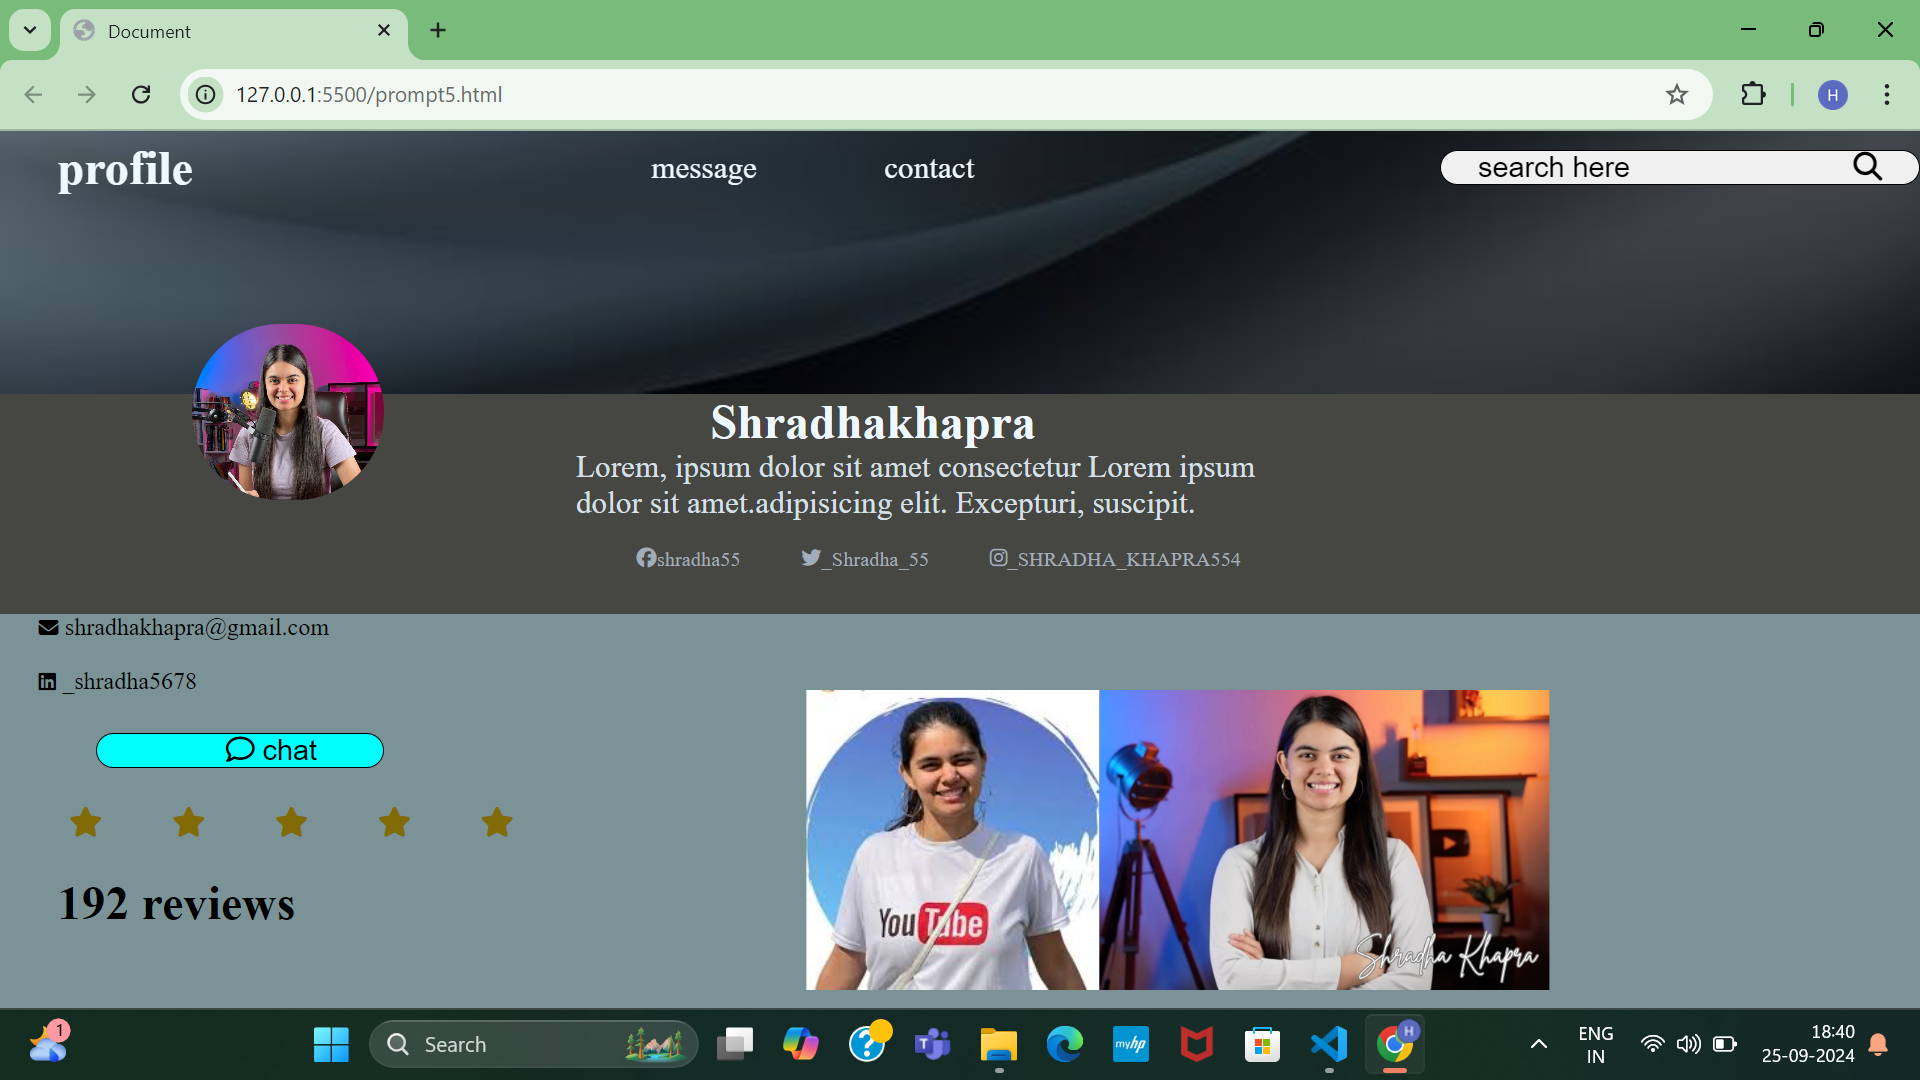 Document
127.0.0.1:5500/prompt5.html
H
profile
message
contact
search here
Shradhakhapra
Lorem, ipsum dolor sit amet consectetur Lorem ipsum
dolor sit amet.adipisicing elit. Excepturi, suscipit.
shradha55
_Shradha_55
_SHRADHA_KHAPRA554
shradhakhapra@gmail.com
_shradha5678
chat
192 reviews
YouTube
Shradha Khapra
1
Search
?
T
myhp
H
ENG
IN
18:40
25-09-2024